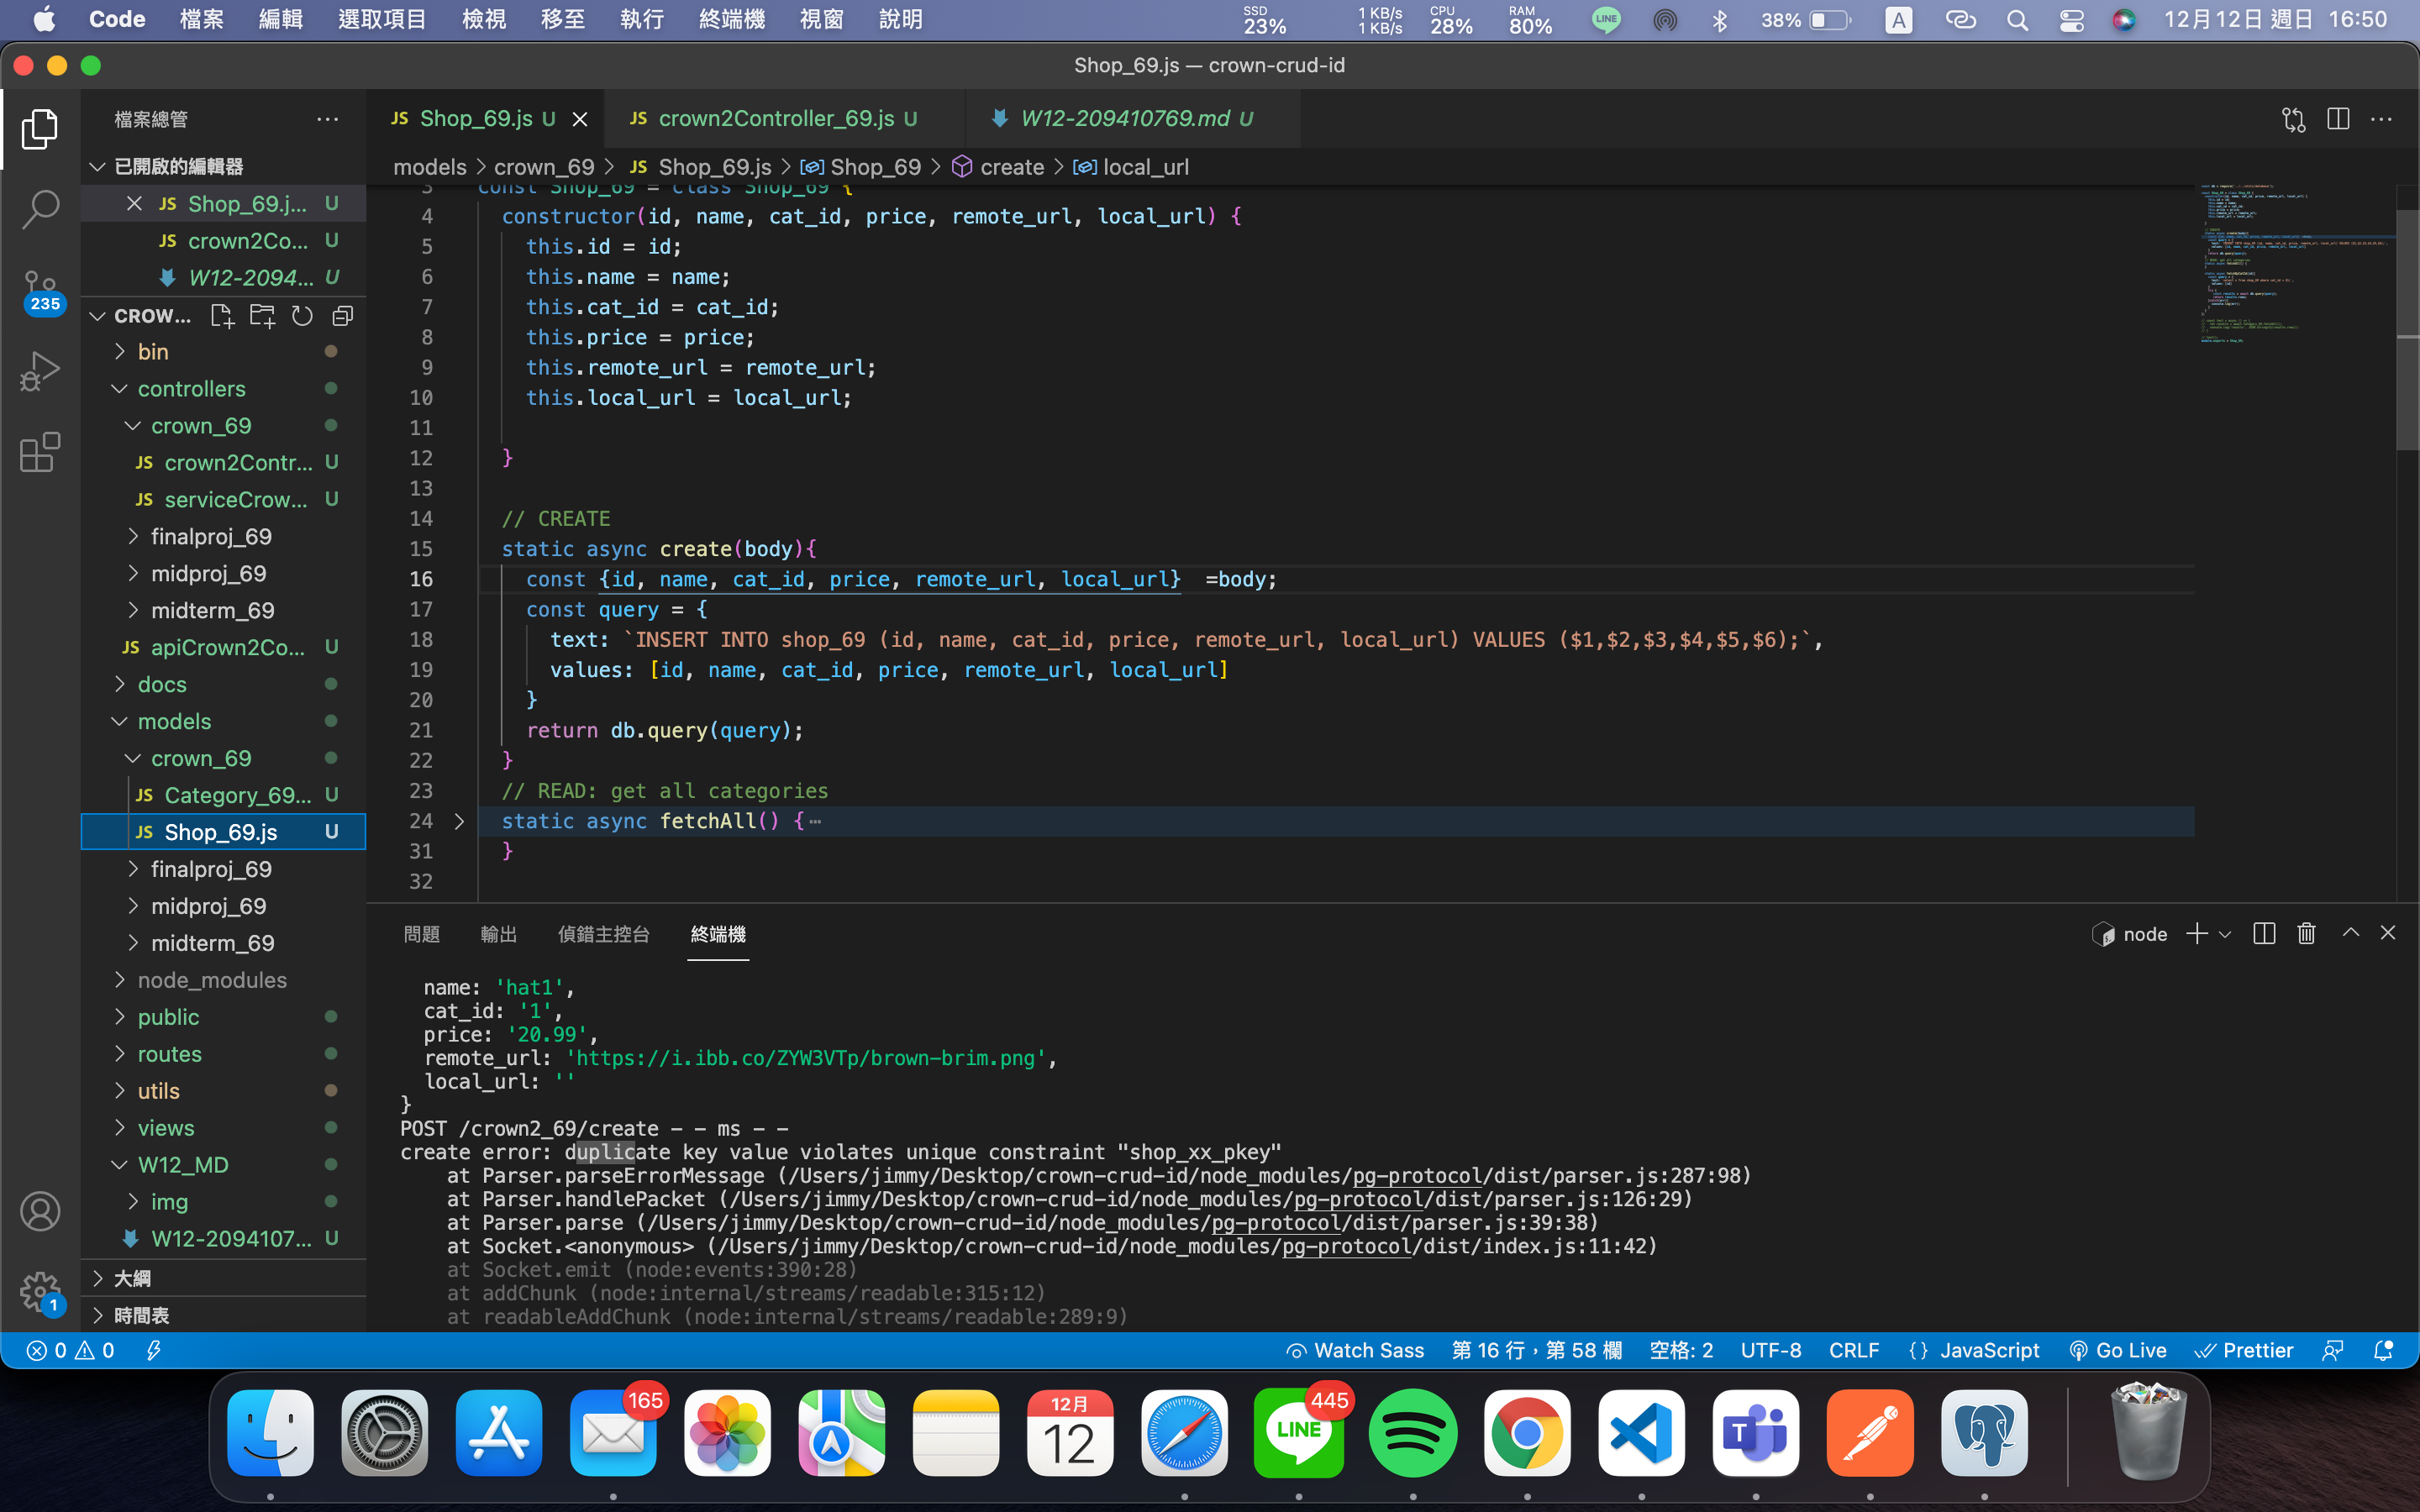 Code 檔案 編輯 選取項目 檢視 移至 執行 終端機 視窗 說明 SSD 23% 1 KB/s 1 KB/s CPU 28% RAM 80% LINE 38% A 12月12日 週日 16:50
Shop_69.js — crown-crud-id
檔案總管
JS Shop_69.js U
JS crown2Controller_69.js U
W12-209410769.md U
models > crown_69 > JS Shop_69.js > Shop_69 > create > local_url
已開啟的編輯器
JS Shop_69.j... U
JS crown2Co... U
W12-2094... U
235
CROW...
bin
controllers
crown_69
JS crown2Contr... U
JS serviceCrow... U
finalproj_69
midproj_69
midterm_69
JS apiCrown2Co... U
docs
models
crown_69
JS Category_69... U
JS Shop_69.js U
finalproj_69
midproj_69
midterm_69
node_modules
public
routes
utils
views
W12_MD
img
W12-2094107... U
大綱
時間表
1
3 const Shop_69 = class Shop_69 {
4 constructor(id, name, cat_id, price, remote_url, local_url) {
5 this.id = id;
6 this.name = name;
7 this.cat_id = cat_id;
8 this.price = price;
9 this.remote_url = remote_url;
10 this.local_url = local_url;
11
12 }
13
14 // CREATE
15 static async create(body){
16 const {id, name, cat_id, price, remote_url, local_url}  =body;
17 const query = {
18 text: `INSERT INTO shop_69 (id, name, cat_id, price, remote_url, local_url) VALUES ($1,$2,$3,$4,$5,$6);`,
19 values: [id, name, cat_id, price, remote_url, local_url]
20 }
21 return db.query(query);
22 }
23 // READ: get all categories
24 static async fetchAll() {⋯
31 }
32
問題 輸出 偵錯主控台 終端機
node
name: 'hat1',
cat_id: '1',
price: '20.99',
remote_url: 'https://i.ibb.co/ZYW3VTp/brown-brim.png',
local_url: ''
}
POST /crown2_69/create - - ms - -
create error: duplicate key value violates unique constraint "shop_xx_pkey"
at Parser.parseErrorMessage (/Users/jimmy/Desktop/crown-crud-id/node_modules/pg-protocol/dist/parser.js:287:98)
at Parser.handlePacket (/Users/jimmy/Desktop/crown-crud-id/node_modules/pg-protocol/dist/parser.js:126:29)
at Parser.parse (/Users/jimmy/Desktop/crown-crud-id/node_modules/pg-protocol/dist/parser.js:39:38)
at Socket.<anonymous> (/Users/jimmy/Desktop/crown-crud-id/node_modules/pg-protocol/dist/index.js:11:42)
at Socket.emit (node:events:390:28)
at addChunk (node:internal/streams/readable:315:12)
at readableAddChunk (node:internal/streams/readable:289:9)
0 0 Watch Sass 第 16 行，第 58 欄 空格: 2 UTF-8 CRLF {} JavaScript Go Live Prettier
165 12月 12 LINE 445 T